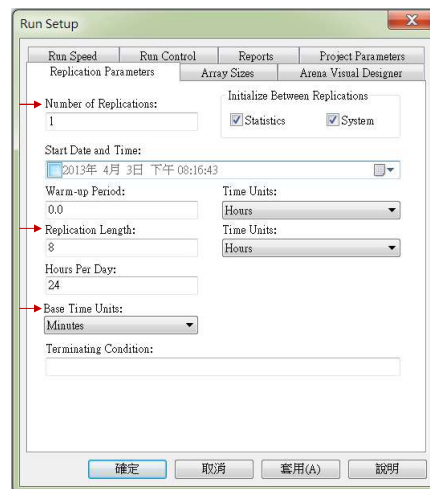 Run Setup
Run Speed Run Control Reports Project Parameters
Replication Parameters Array Sizes Arena Visual Designer
Number of Replications:
1
Initialize Between Replications
Statistics System
Start Date and Time:
2013年 4月 3日 下午 08:16:43
Warm-up Period: Time Units:
0.0 Hours
Replication Length: Time Units:
8 Hours
Hours Per Day:
24
Base Time Units:
Minutes
Terminating Condition:
確定 取消 套用(A) 說明